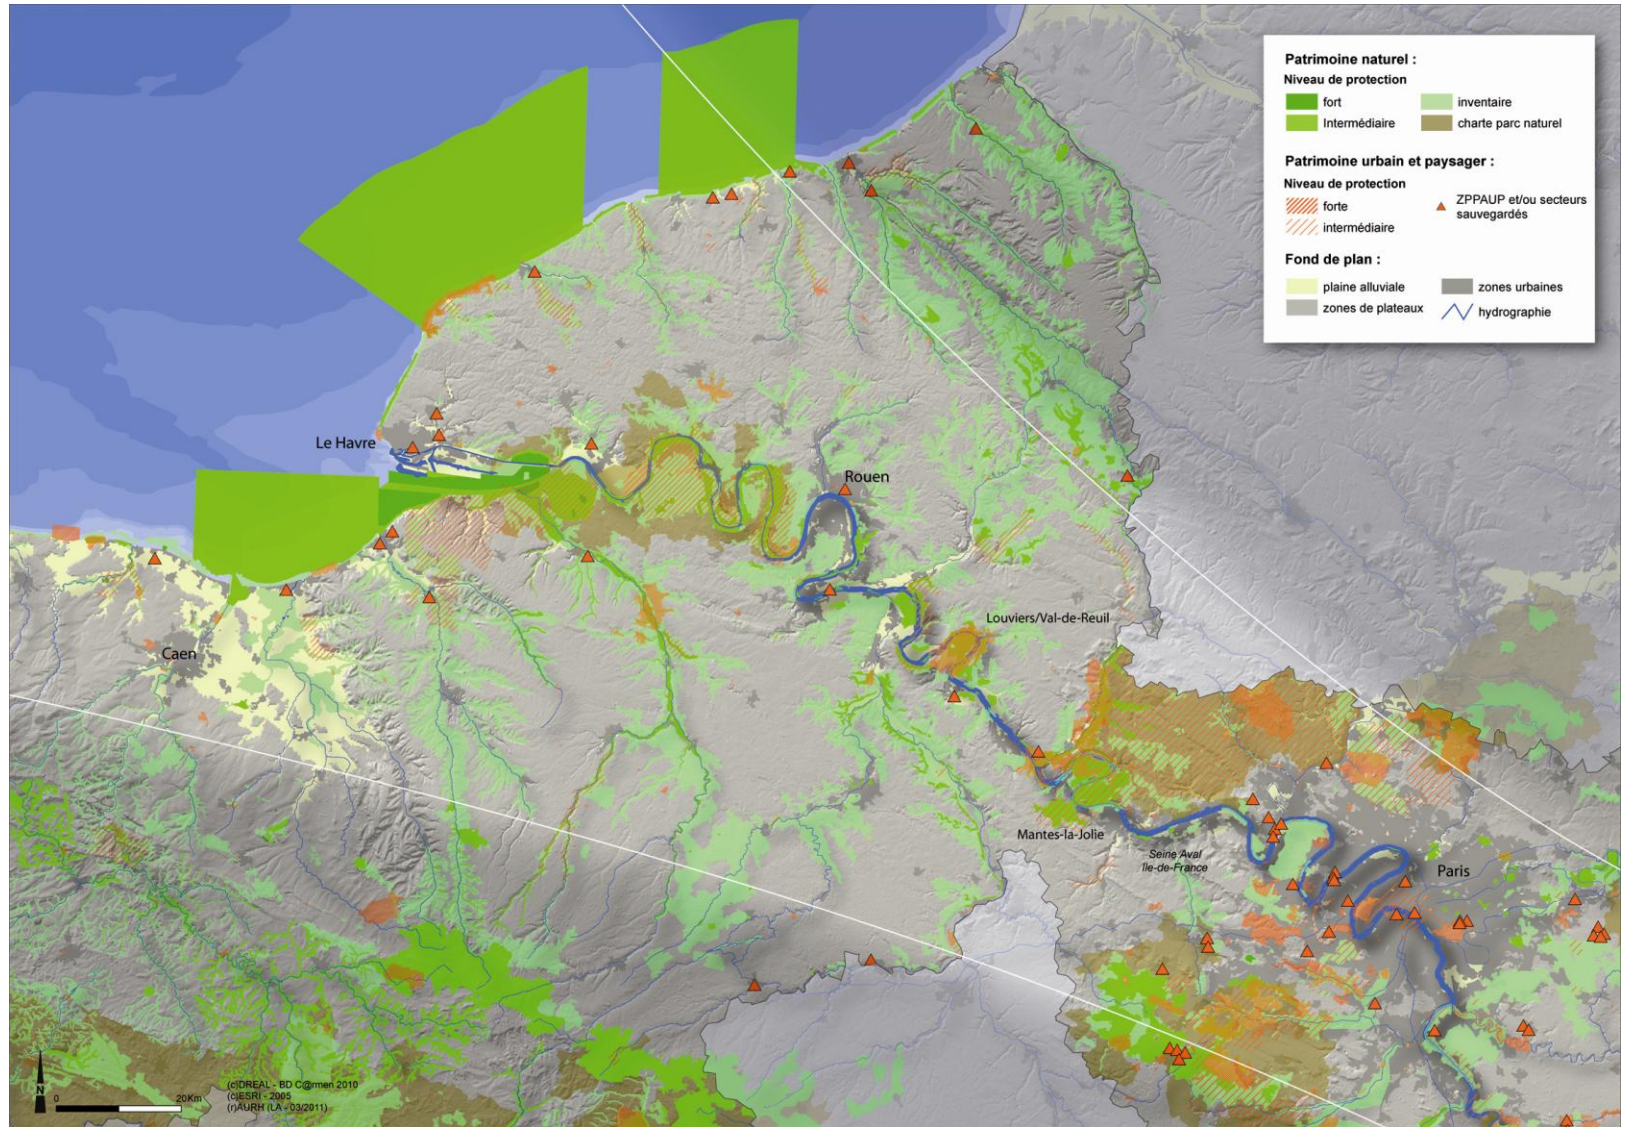 Patrimoine naturel :
Niveau de protection
fort
inventaire
Intermédiaire
charte parc naturel
Patrimoine urbain et paysager :
Niveau de protection
forte
ZPPAUP et/ou secteurs
sauvegardés
intermédiaire
Fond de plan :
plaine alluviale
zones urbaines
zones de plateaux
hydrographie
Le Havre
Rouen
Louviers/Val-de-Reuil
Caen
Mantes-la-Jolie
Seine Aval
île-de-France
Paris
N
0
20Km
(c)DREAL - BD C@rmen 2010
(c)ESRI - 2005
(r)AURH (LA - 03/2011)